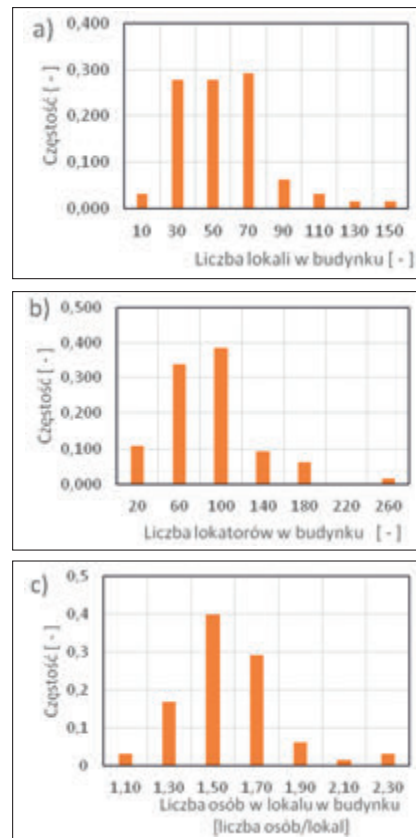 a)
Częstość [ - ]
0,400
0,300
0,200
0,100
0,000
10 30 50 70 90 110 130 150
Liczba lokali w budynku [ - ]
b)
Częstość [ - ]
0,500
0,400
0,300
0,200
0,100
0,000
20 60 100 140 180 220 260
Liczba lokatorów w budynku [ - ]
c)
Częstość [ - ]
0,5
0,4
0,3
0,2
0,1
0
1,10 1,30 1,50 1,70 1,90 2,10 2,30
Liczba osób w lokalu w budynku
[liczba osób/lokal]